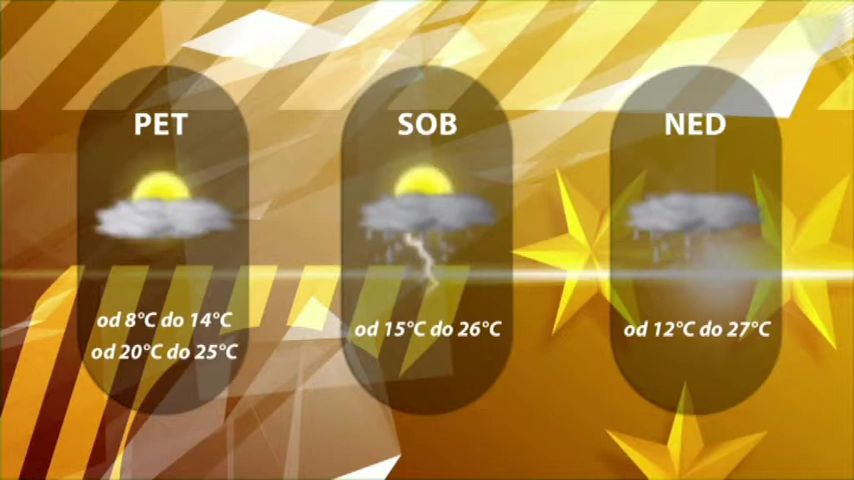 PET
od 8°C do 14°C
od 20°C do 25°C
SOB
od 15°C do 26°C
NED
od 12°C do 27°C